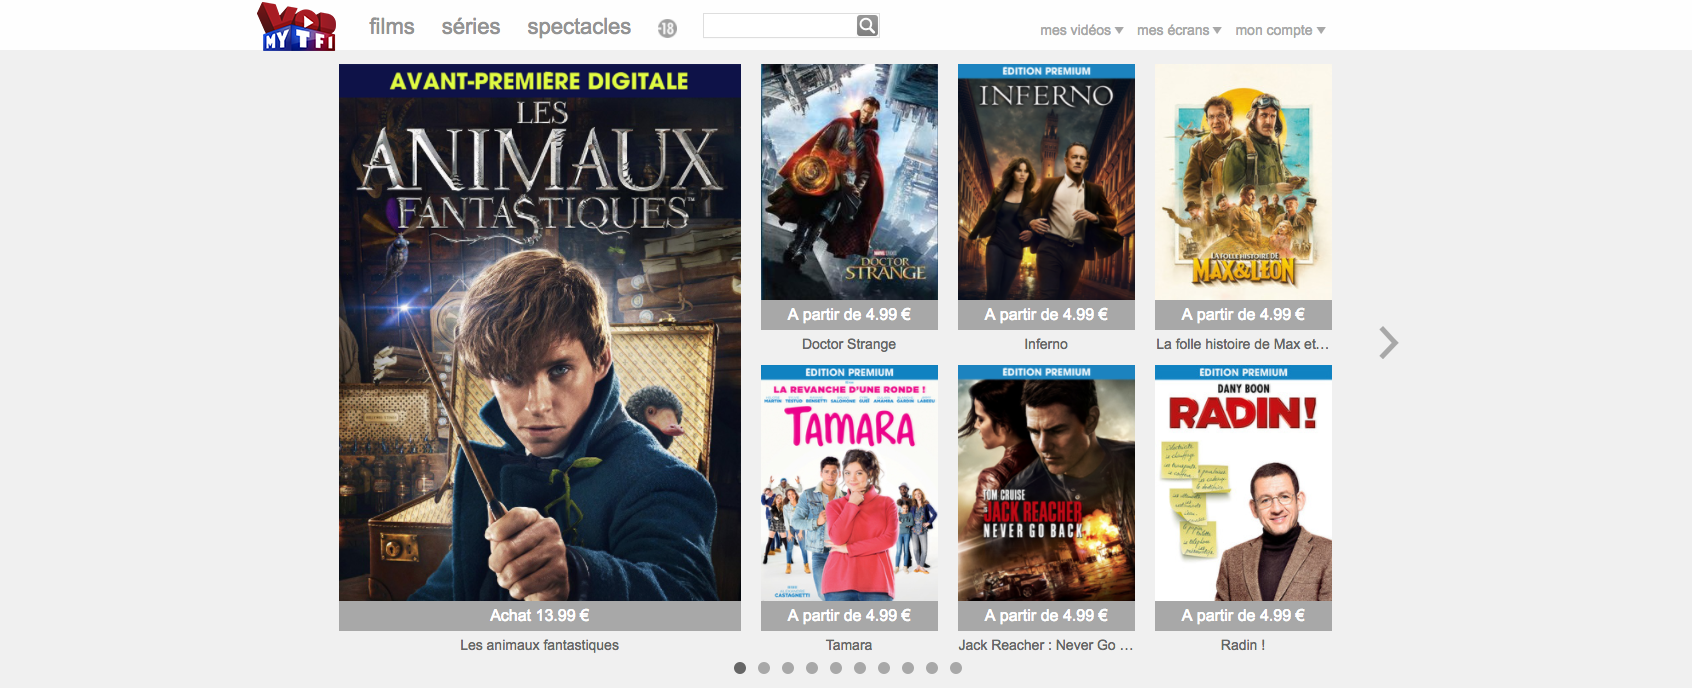 VOD
MYTF1
films
séries
spectacles
-18
mes vidéos
mes écrans
mon compte
AVANT-PREMIÈRE DIGITALE
LES
ANIMAUX
FANTASTIQUES™
Achat 13.99 €
Les animaux fantastiques
DOCTOR
STRANGE
A partir de 4.99 €
Doctor Strange
EDITION PREMIUM
INFERNO
A partir de 4.99 €
Inferno
LA FOLLE HISTOIRE DE
MAX&LEON
A partir de 4.99 €
La folle histoire de Max et...
EDITION PREMIUM
LA REVANCHE D'UNE RONDE !
TAMARA
A partir de 4.99 €
Tamara
EDITION PREMIUM
TOM CRUISE
JACK REACHER
NEVER GO BACK
A partir de 4.99 €
Jack Reacher : Never Go ...
EDITION PREMIUM
DANY BOON
RADIN!
A partir de 4.99 €
Radin !